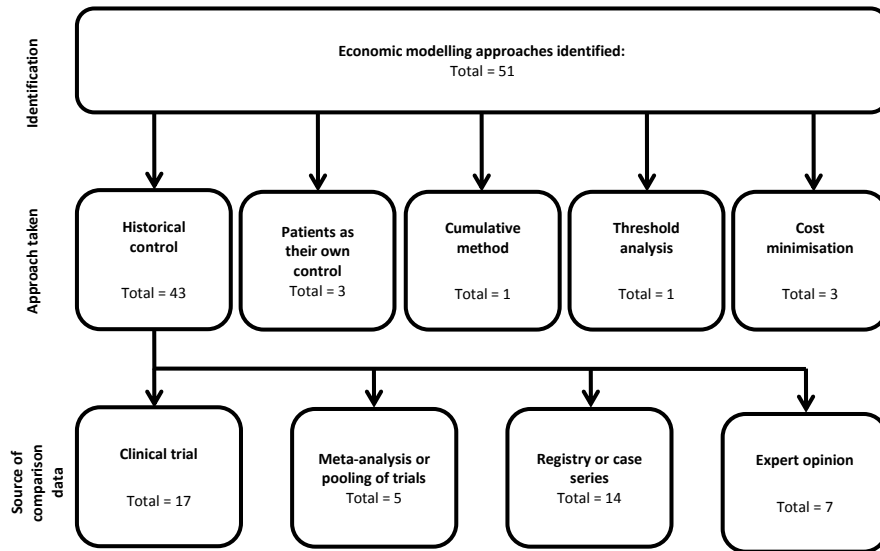 Identification
Economic modelling approaches identified:
Total = 51
Approach taken
Historical
control
Total = 43
Patients as
their own
control
Total = 3
Cumulative
method
Total = 1
Threshold
analysis
Total = 1
Cost
minimisation
Total = 3
Source of
comparison
data
Clinical trial
Total = 17
Meta-analysis or
pooling of trials
Total = 5
Registry or case
series
Total = 14
Expert opinion
Total = 7